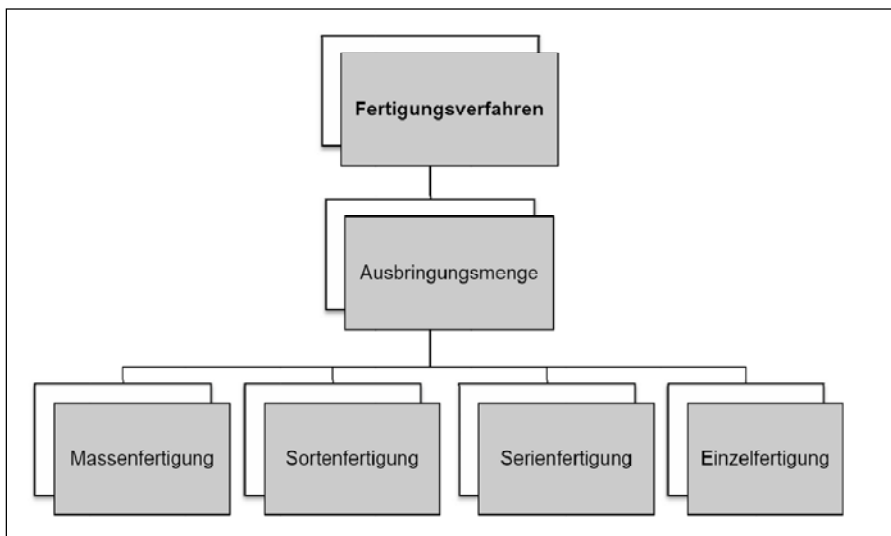 Fertigungsverfahren
Ausbringungsmenge
Massenfertigung
Sortenfertigung
Serienfertigung
Einzelfertigung